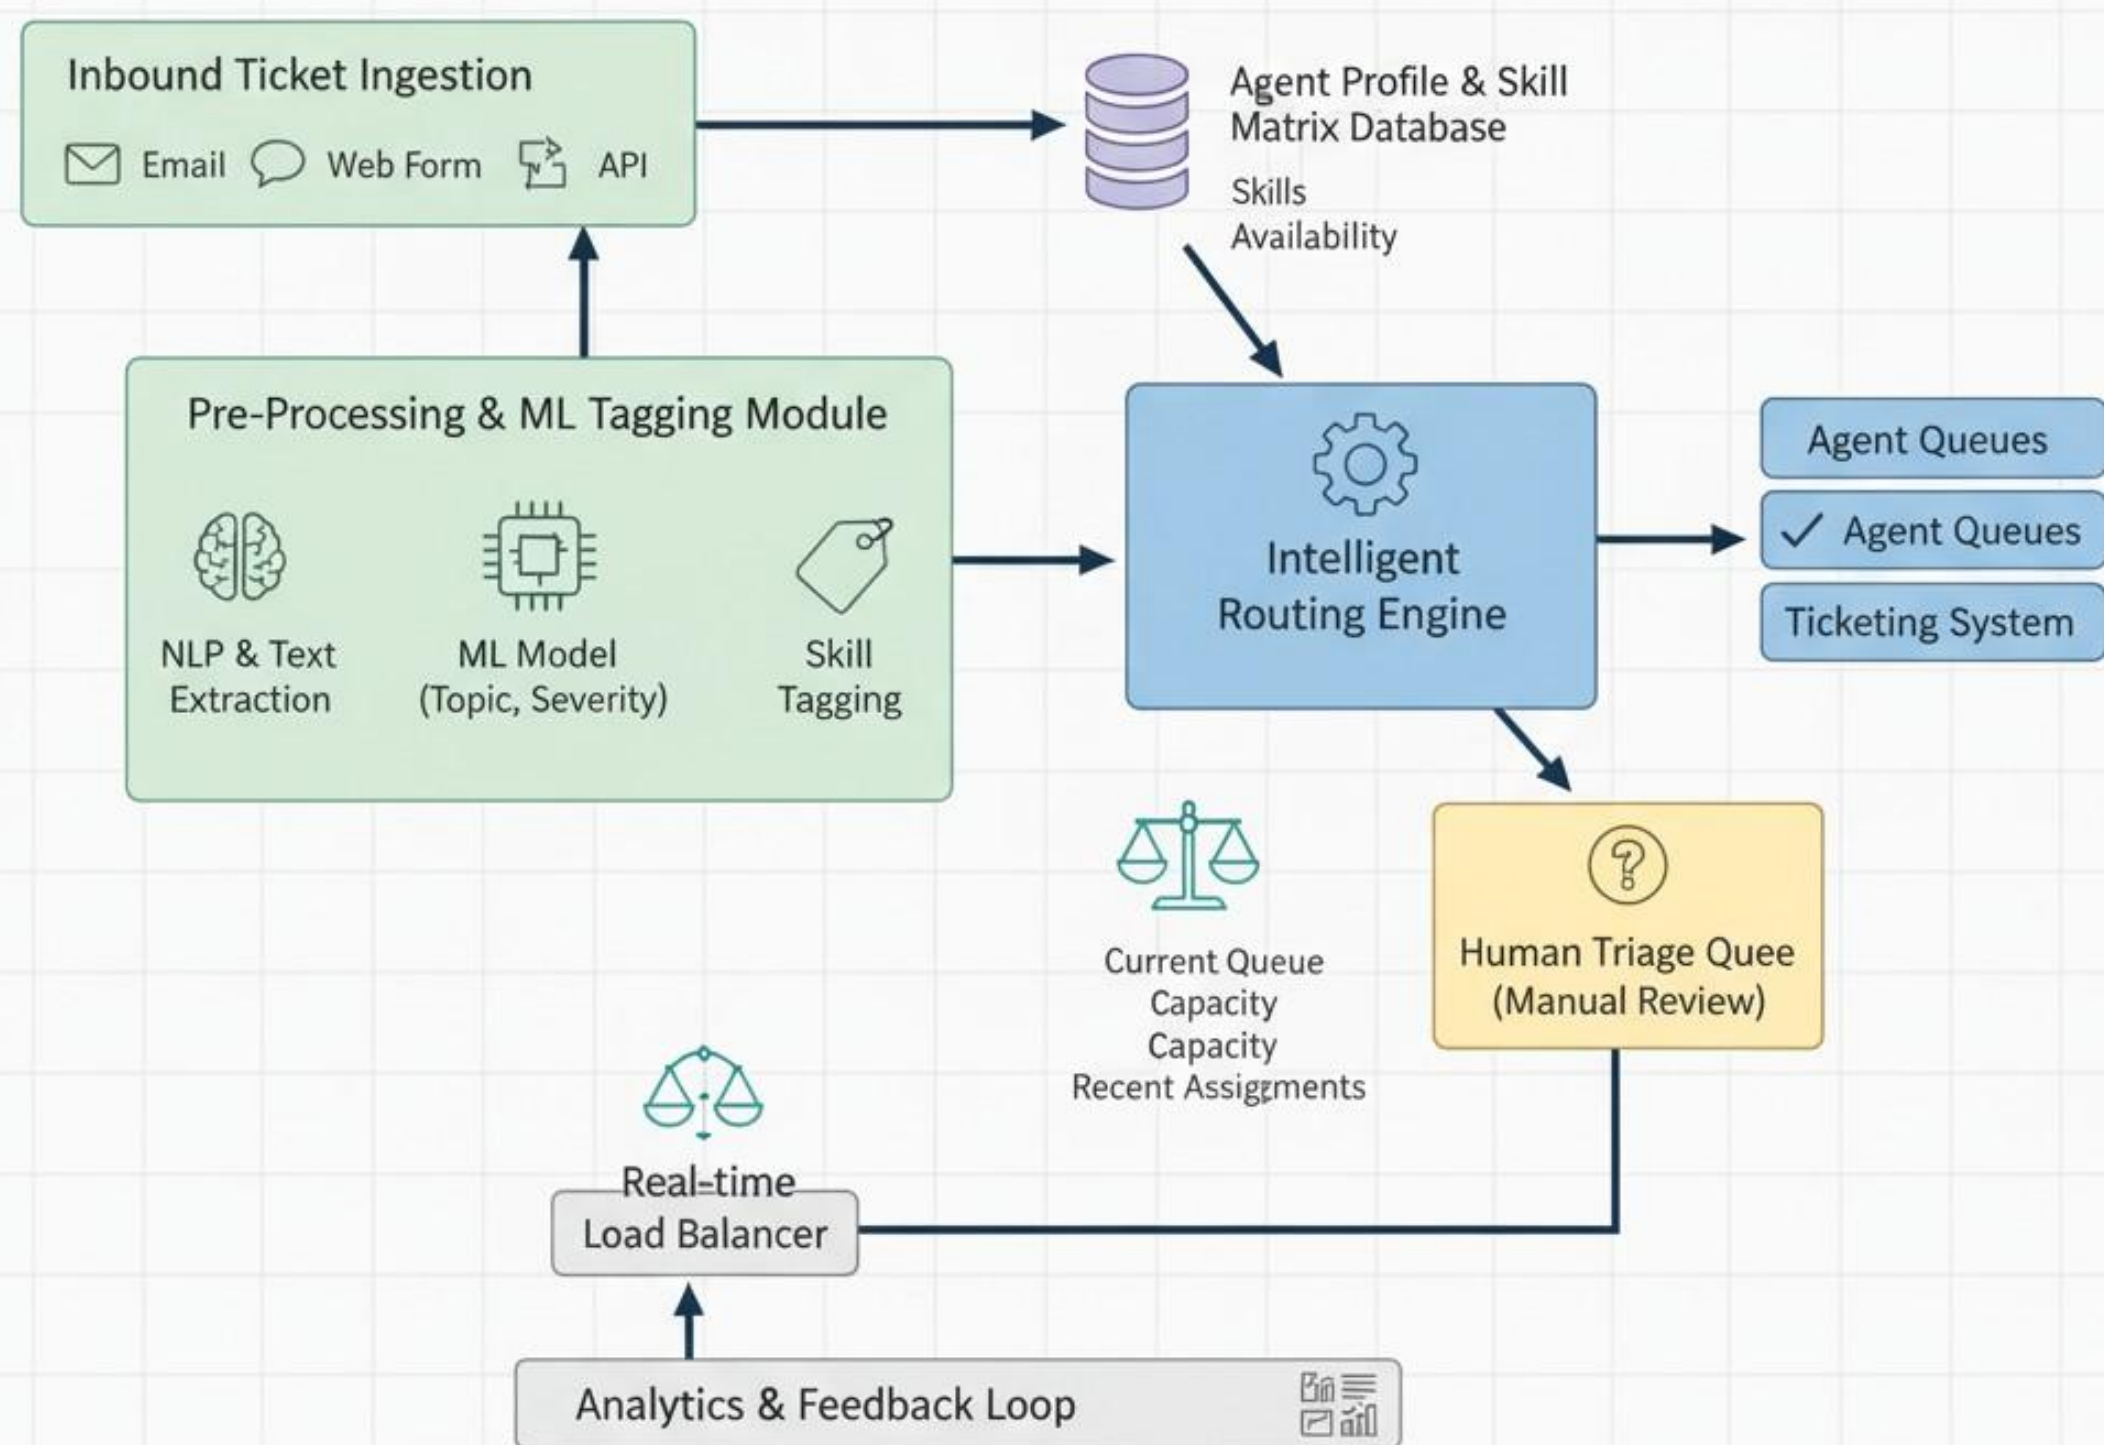 Inbound Ticket Ingestion
Email Web Form API
Agent Profile & Skill
Matrix Database
Skills
Availability
Pre-Processing & ML Tagging Module
NLP & Text
Extraction
ML Model
(Topic, Severity)
Skill
Tagging
Intelligent
Routing Engine
Agent Queues
Agent Queues
Ticketing System
Current Queue
Capacity
Capacity
Recent
Human Triage Quee
(Manual Review)
Real-time
Load Balancer
Analytics & Feedback Loop